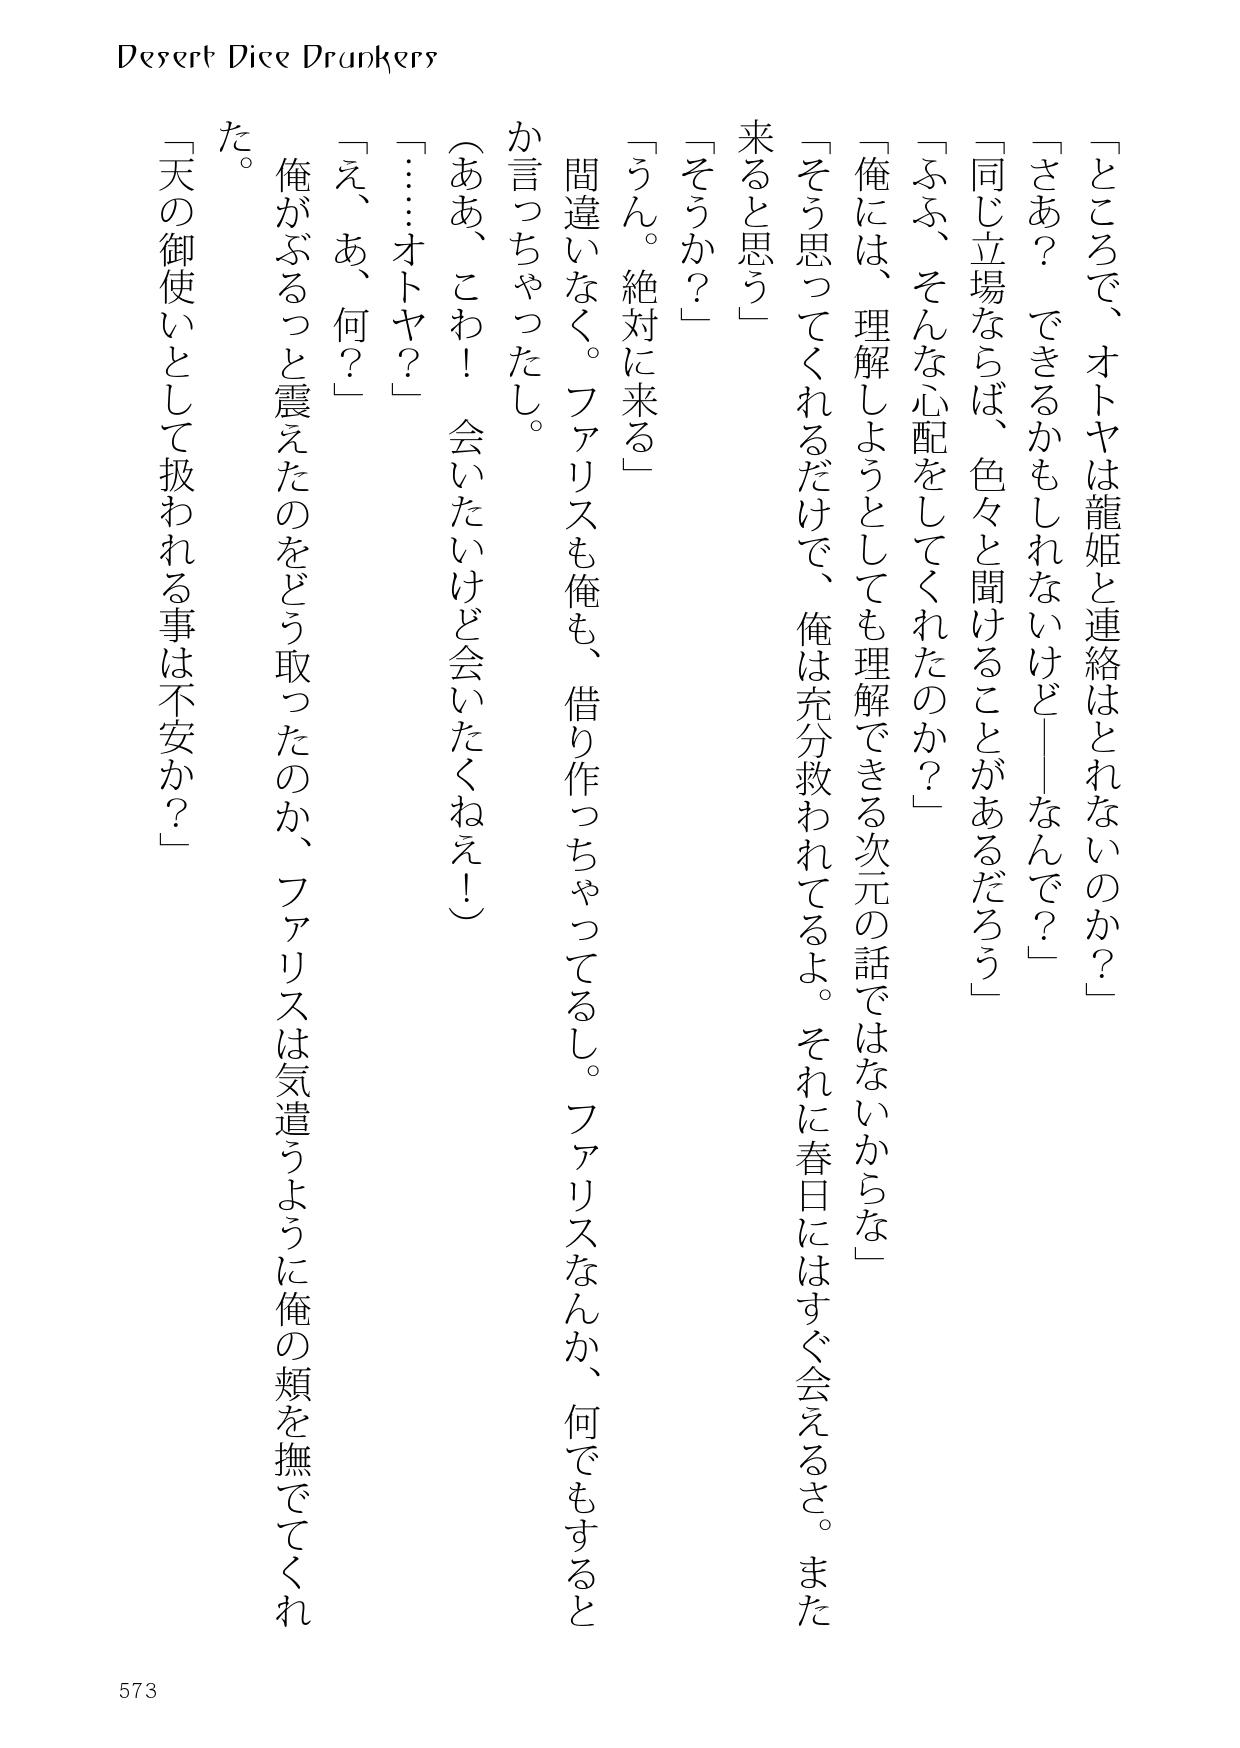 Desert Dice Drunkers
「ところで、オトヤは龍姫と連絡はとれないのか？」
「さあ？　できるかもしれないけど――なんで？」
「同じ立場ならば、色々と聞けることがあるだろう」
「ふふ、そんな心配をしてくれたのか？」
「俺には、理解しようとしても理解できる次元の話ではないからな」
「そう思ってくれるだけで、俺は充分救われてるよ。それに春日にはすぐ会えるさ。また
来ると思う」
「そうか？」
「うん。絶対に来る」
　間違いなく。ファリスも俺も、借り作っちゃってるし。ファリスなんか、何でもすると
か言っちゃったし。
（ああ、こわ！　会いたいけど会いたくねえ！）
「……オトヤ？」
「え、あ、何？」
　俺がぶるっと震えたのをどう取ったのか、ファリスは気遣うように俺の頬を撫でてくれ
た。
「天の御使いとして扱われる事は不安か？」
573